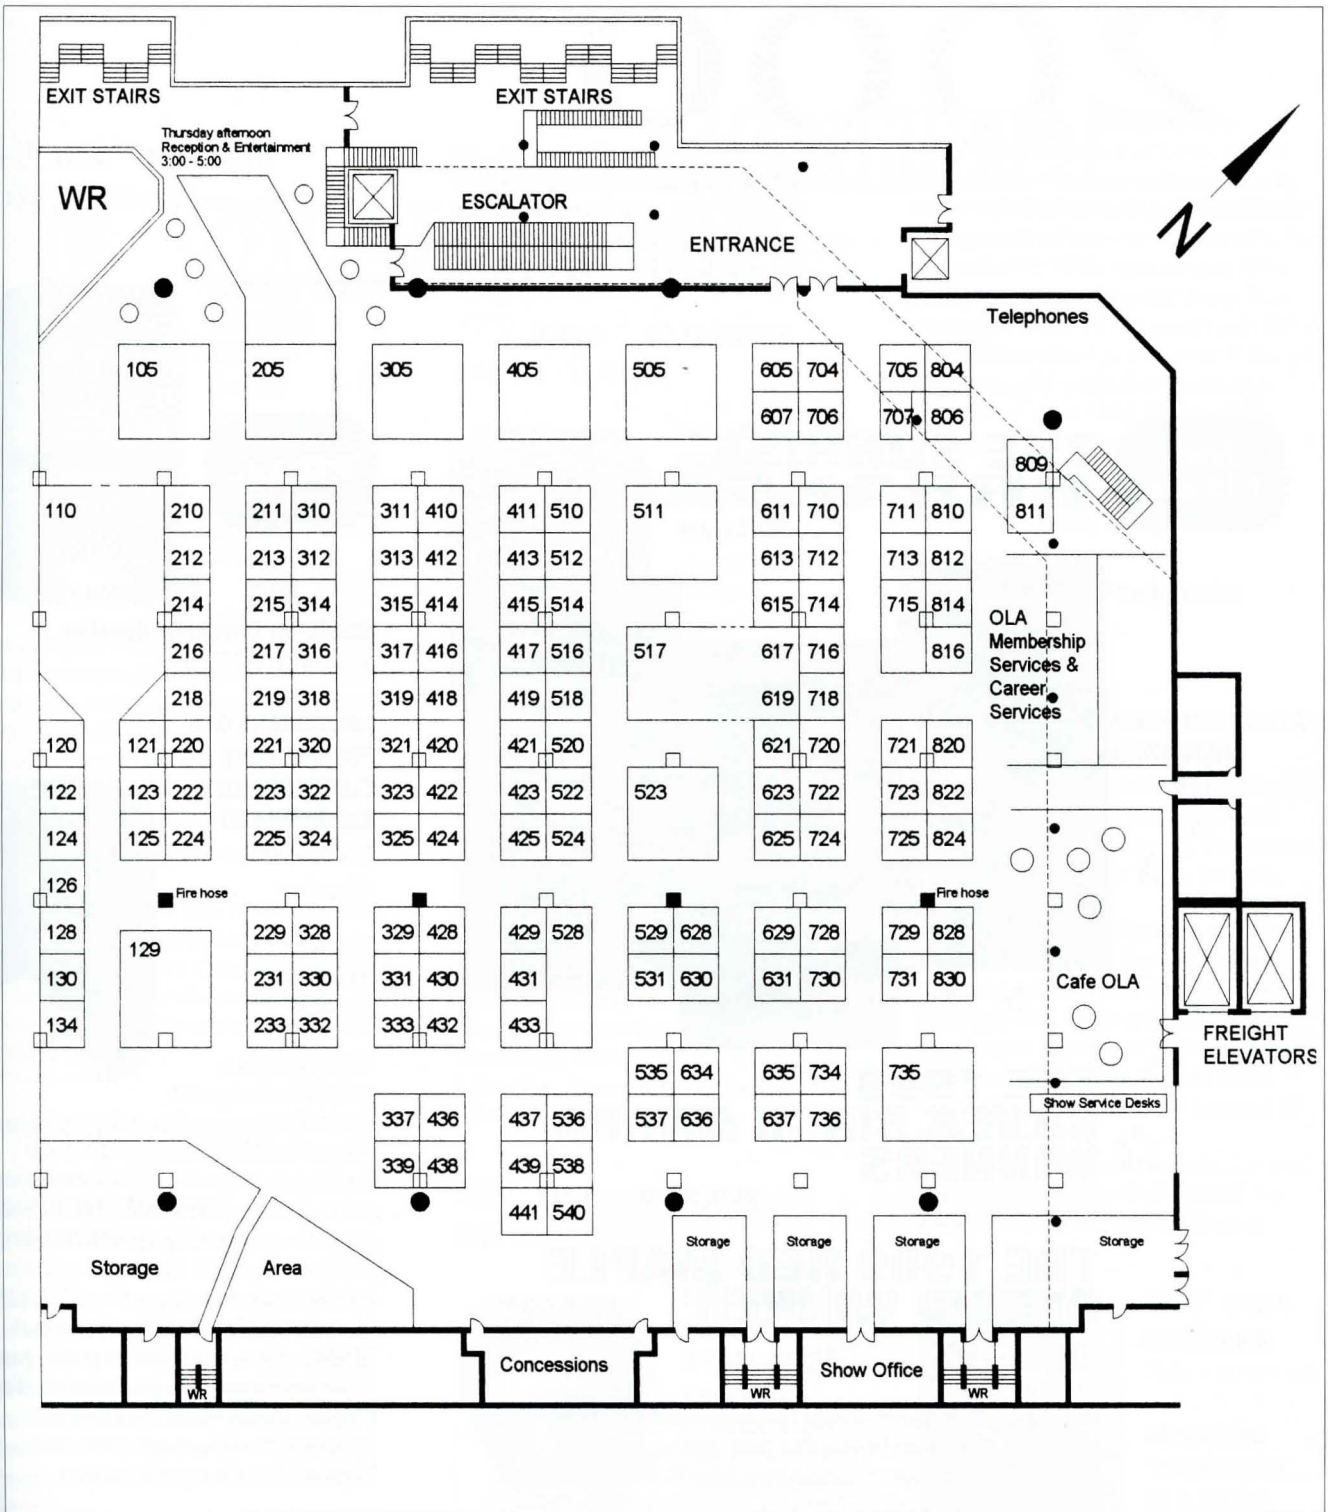 EXIT STAIRS
EXIT STAIRS
Thursday afternoon
Reception & Entertainment
3:00 - 5:00
WR
ESCALATOR
ENTRANCE
N
Telephones
105 205 305 405 505 605 704 705 804
607 706 707 806
809
110 210 211 310 311 410 411 510 511 611 710 711 810 811
212 213 312 313 412 413 512 613 712 713 812
214 215 314 315 414 415 514 615 714 715 814
216 217 316 317 416 417 516 517 617 716 816
218 219 318 319 418 419 518 619 718
OLA
Membership
Services &
Career
Services
120 121 220 221 320 321 420 421 520 621 720 721 820
122 123 222 223 322 323 422 423 522 523 623 722 723 822
124 125 224 225 324 325 424 425 524 625 724 725 824
126 Fire hose Fire hose
128 129 229 328 329 428 429 528 529 628 629 728 729 828
130 231 330 331 430 431 531 630 631 730 731 830
Cafe OLA
134 233 332 333 432 433
FREIGHT
ELEVATORS
535 634 635 734 735
Show Service Desks
337 436 437 536 537 636 637 736
339 438 439 538
441 540
Storage Storage Storage Storage
Storage Area
Concessions Show Office
WR WR WR